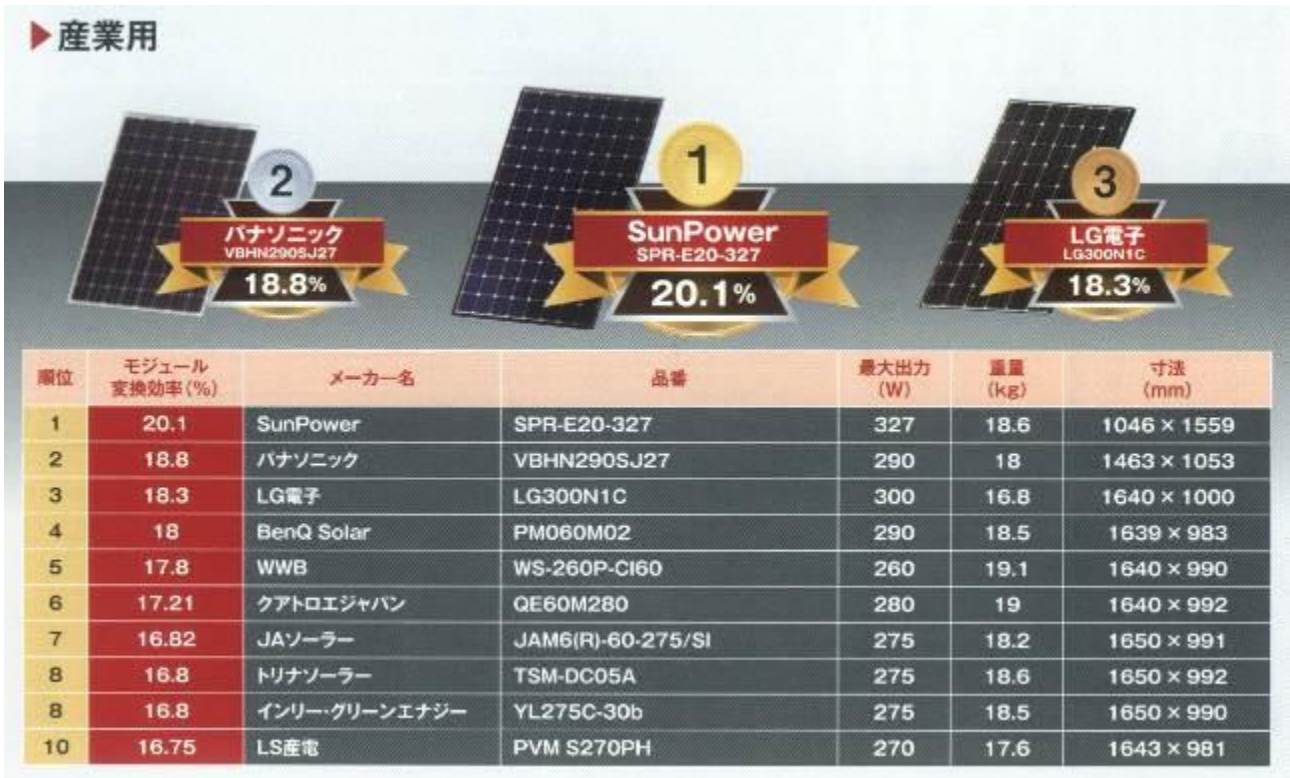 ▶産業用
2
パナソニック
VBHN290SJ27
18.8%
1
SunPower
SPR-E20-327
20.1%
3
LG電子
LG300N1C
18.3%
順位 モジュール変換効率(%) メーカー名 品番 最大出力(W) 重量(kg) 寸法(mm)
1 20.1 SunPower SPR-E20-327 327 18.6 1046 × 1559
2 18.8 パナソニック VBHN290SJ27 290 18 1463 × 1053
3 18.3 LG電子 LG300N1C 300 16.8 1640 × 1000
4 18 BenQ Solar PM060M02 290 18.5 1639 × 983
5 17.8 WWB WS-260P-CI60 260 19.1 1640 × 990
6 17.21 クアトロエジャパン QE60M280 280 19 1640 × 992
7 16.82 JAソーラー JAM6(R)-60-275/SI 275 18.2 1650 × 991
8 16.8 トリナソーラー TSM-DC05A 275 18.6 1650 × 992
8 16.8 インリー・グリーンエナジー YL275C-30b 275 18.5 1650 × 990
10 16.75 LS産電 PVM S270PH 270 17.6 1643 × 981